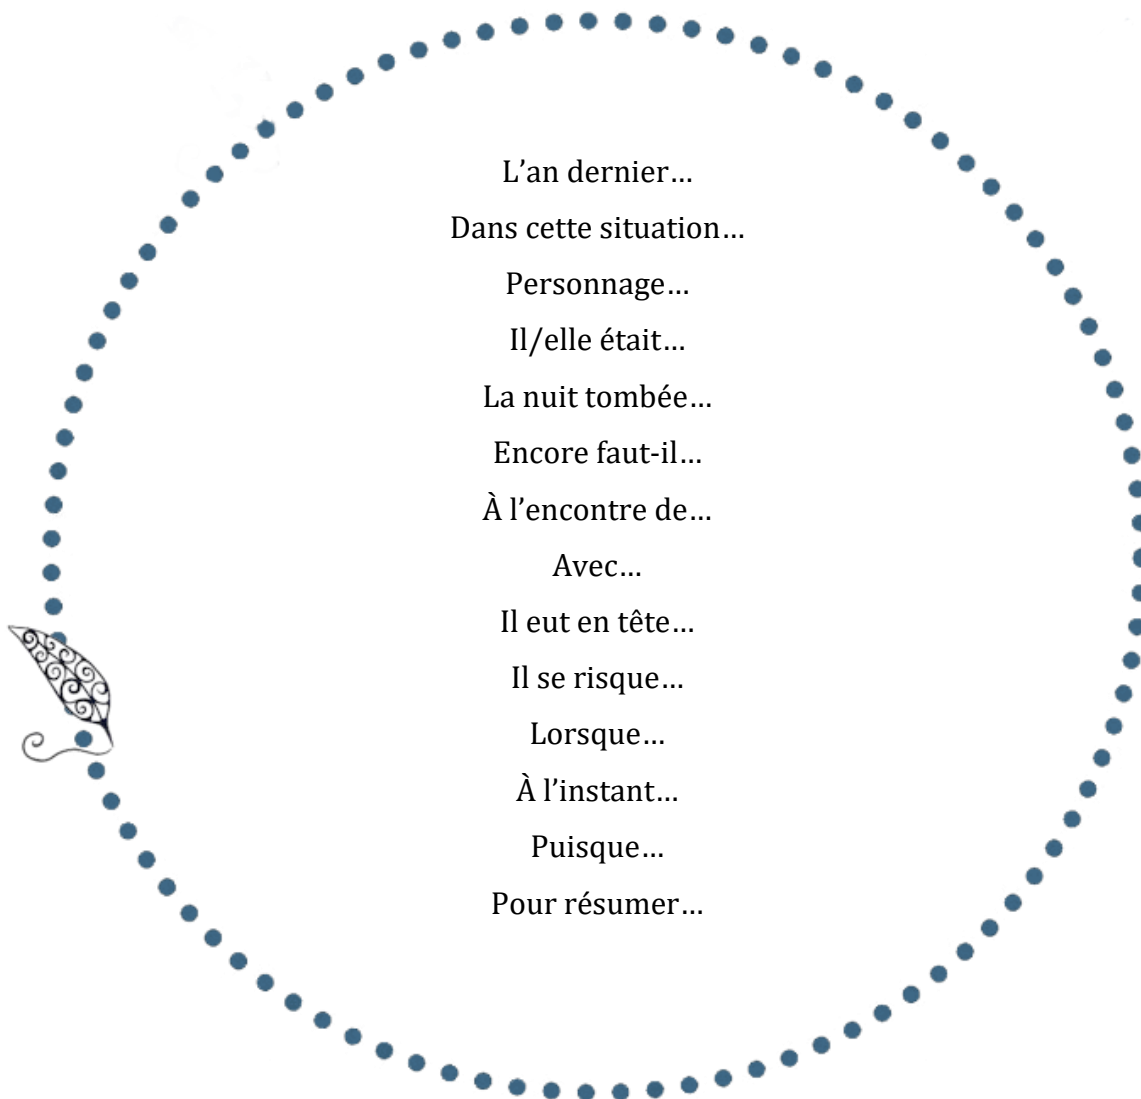 L’an dernier…
Dans cette situation…
Personnage…
Il/elle était…
La nuit tombée…
Encore faut-il…
À l’encontre de…
Avec…
Il eut en tête…
Il se risque…
Lorsque…
À l’instant…
Puisque…
Pour résumer…